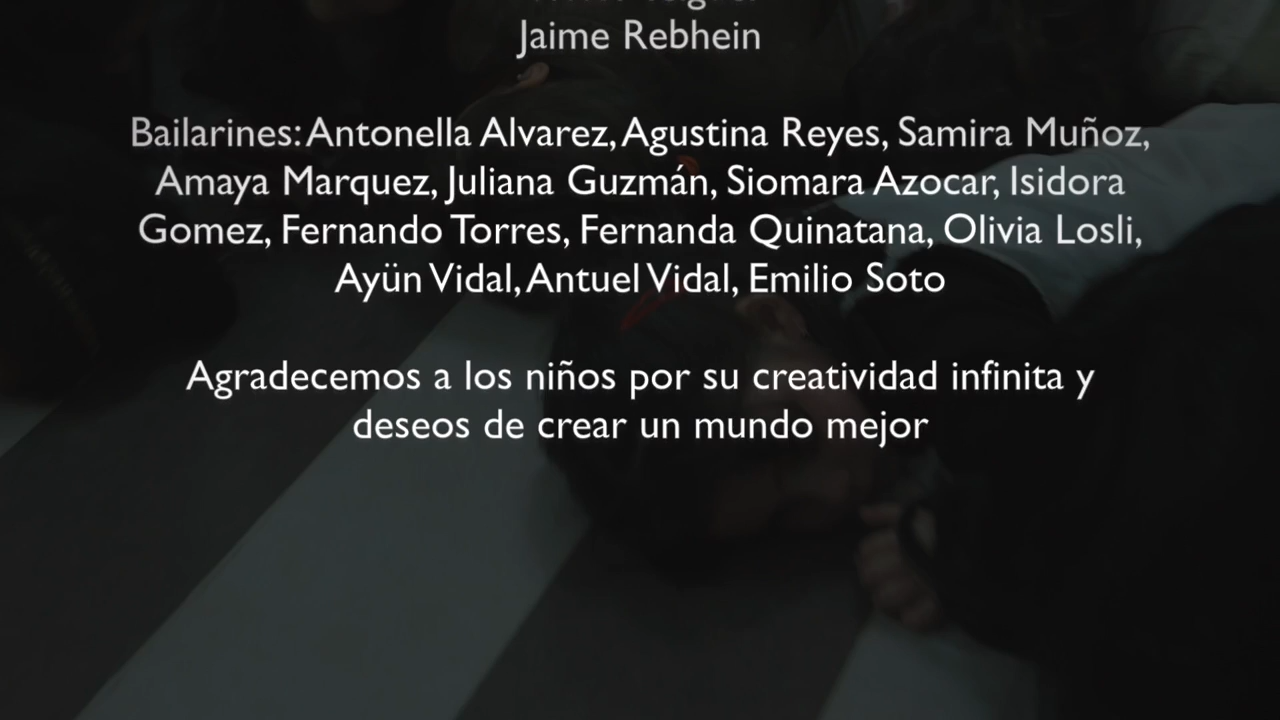 Jaime Rebhein
Bailarines: Antonella Alvarez, Agustina Reyes, Samira Muñoz,
Amaya Marquez, Juliana Guzmán, Siomara Azocar, Isidora
Gomez, Fernando Torres, Fernanda Quinatana, Olivia Losli,
Ayün Vidal, Antuel Vidal, Emilio Soto
Agradecemos a los niños por su creatividad infinita y
deseos de crear un mundo mejor